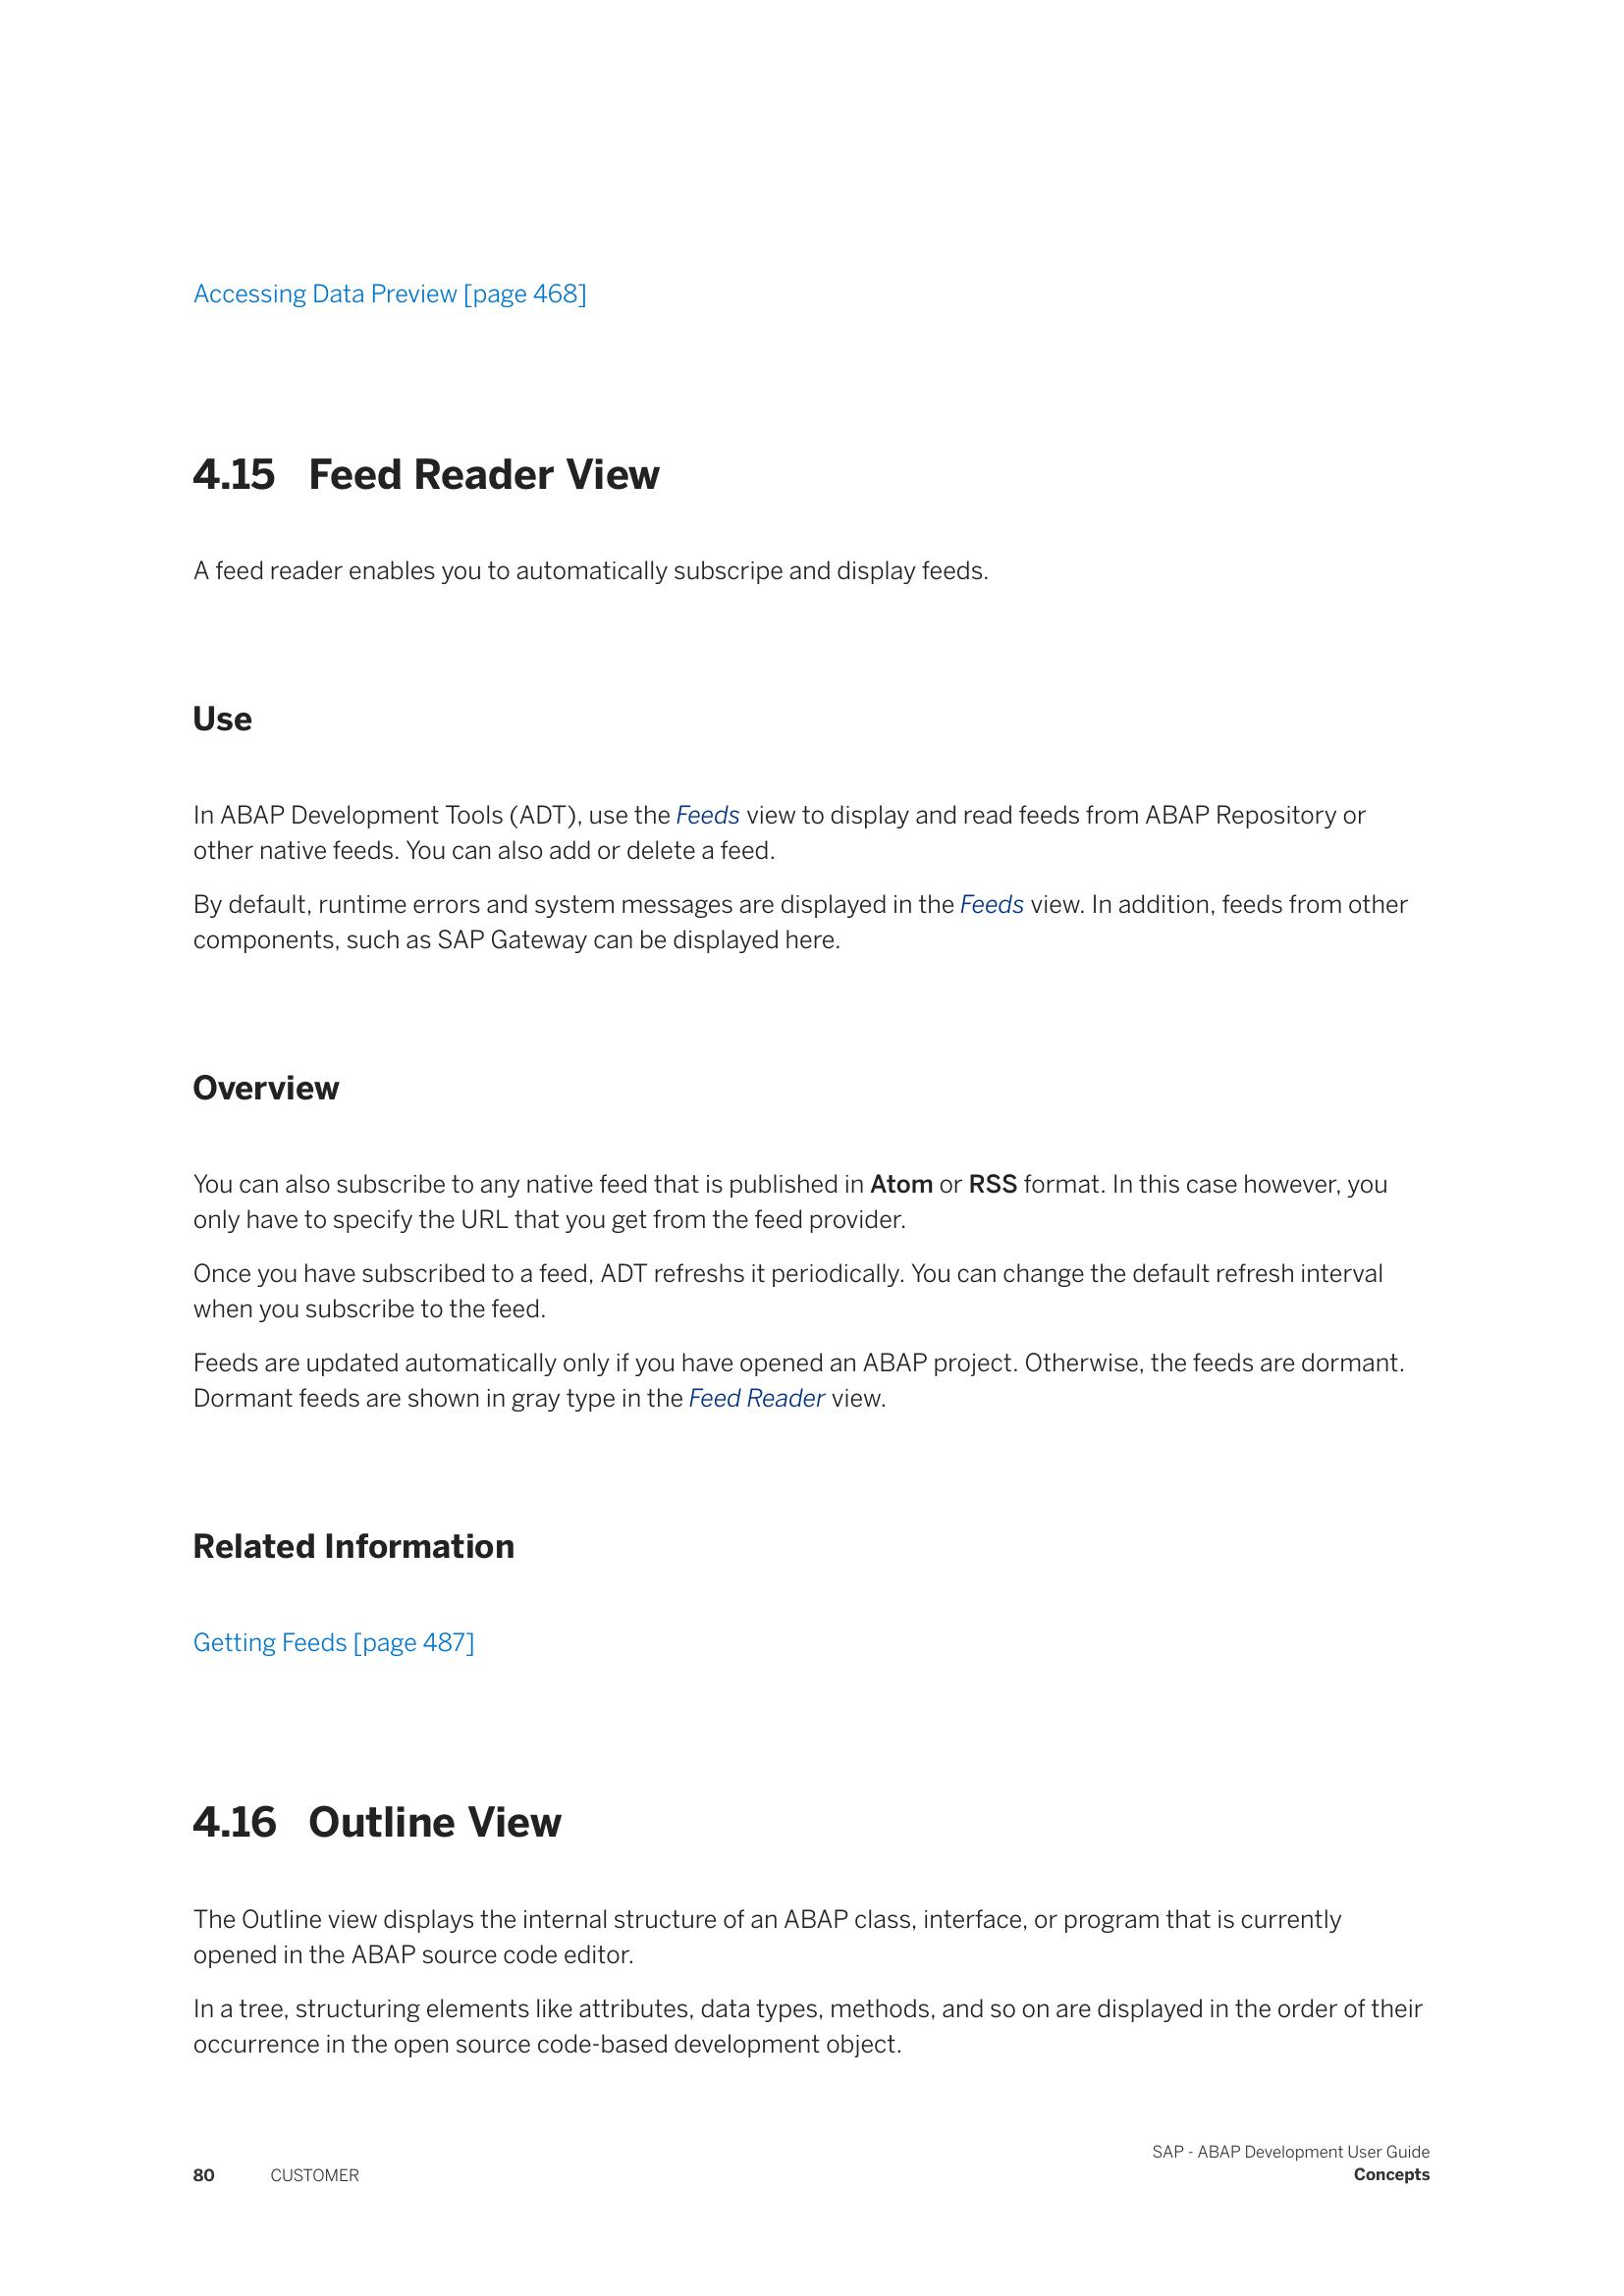 Accessing Data Preview [page 468]
4.15 Feed Reader View
A feed reader enables you to automatically subscripe and display feeds.
Use
In ABAP Development Tools (ADT), use the Feeds view to display and read feeds from ABAP Repository or
other native feeds. You can also add or delete a feed.
By default, runtime errors and system messages are displayed in the Feeds view. In addition, feeds from other
components, such as SAP Gateway can be displayed here.
Overview
You can also subscribe to any native feed that is published in Atom or RSS format. In this case however, you
only have to specify the URL that you get from the feed provider.
Once you have subscribed to a feed, ADT refreshs it periodically. You can change the default refresh interval
when you subscribe to the feed.
Feeds are updated automatically only if you have opened an ABAP project. Otherwise, the feeds are dormant.
Dormant feeds are shown in gray type in the Feed Reader view.
Related Information
Getting Feeds [page 487]
4.16 Outline View
The Outline view displays the internal structure of an ABAP class, interface, or program that is currently
opened in the ABAP source code editor.
In a tree, structuring elements like attributes, data types, methods, and so on are displayed in the order of their
occurrence in the open source code-based development object.
SAP - ABAP Development User Guide
80 CUSTOMER Concepts